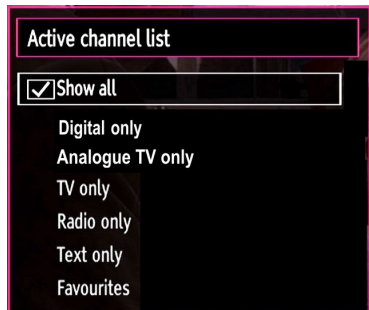 Active channel list
Show all
Digital only
Analogue TV only
TV only
Radio only
Text only
Favourites